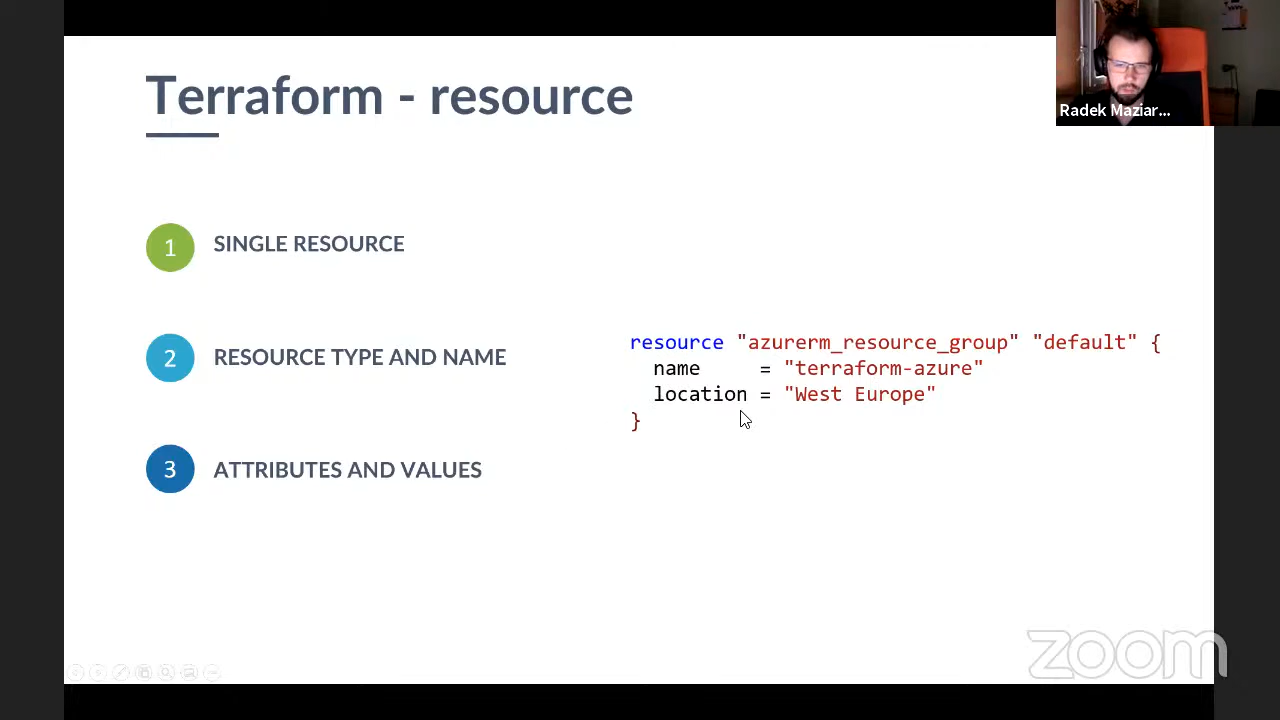 Terraform - resource
Radek Maziar...
1 SINGLE RESOURCE
2 RESOURCE TYPE AND NAME
3 ATTRIBUTES AND VALUES
resource "azurerm_resource_group" "default" {
  name     = "terraform-azure"
  location = "West Europe"
}
zoom